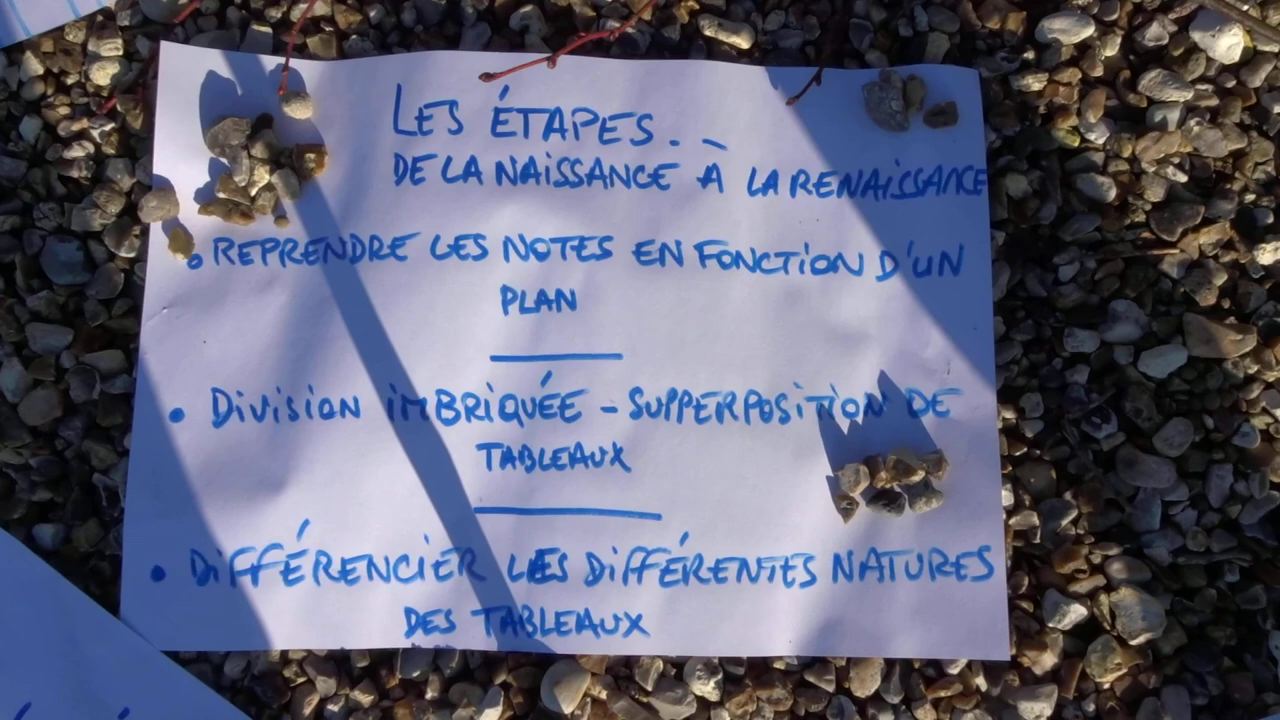 LES ÉTAPES..
DE LA NAISSANCE À LA RENAISSANCE
• REPRENDRE LES NOTES EN FONCTION D'UN
PLAN
• DIVISION IMBRIQUÉE - SUPPERPOSITION DE
TABLEAUX
• DIFFÉRENCIER LES DIFFÉRENTES NATURES
DES TABLEAUX